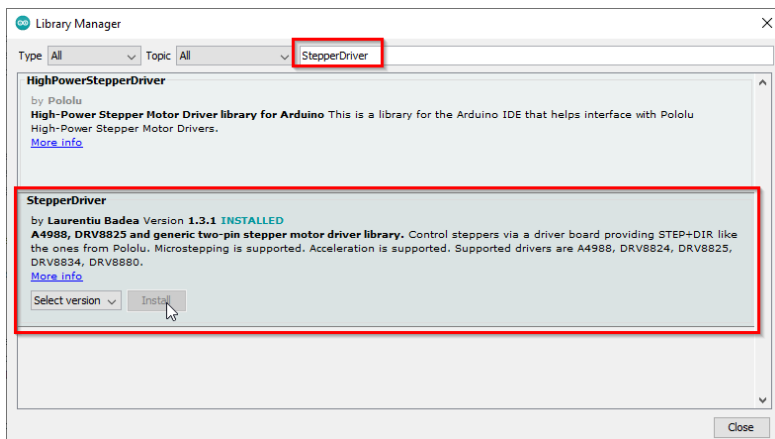 Library Manager
Type All Topic All StepperDriver
HighPowerStepperDriver
by Pololu
High-Power Stepper Motor Driver library for Arduino This is a library for the Arduino IDE that helps interface with Pololu
High-Power Stepper Motor Drivers.
More info
StepperDriver
by Laurentiu Badea Version 1.3.1 INSTALLED
A4988, DRV8825 and generic two-pin stepper motor driver library. Control steppers via a driver board providing STEP+DIR like
the ones from Pololu. Microstepping is supported. Acceleration is supported. Supported drivers are A4988, DRV8824, DRV8825,
DRV8834, DRV8880.
More info
Select version Install
Close